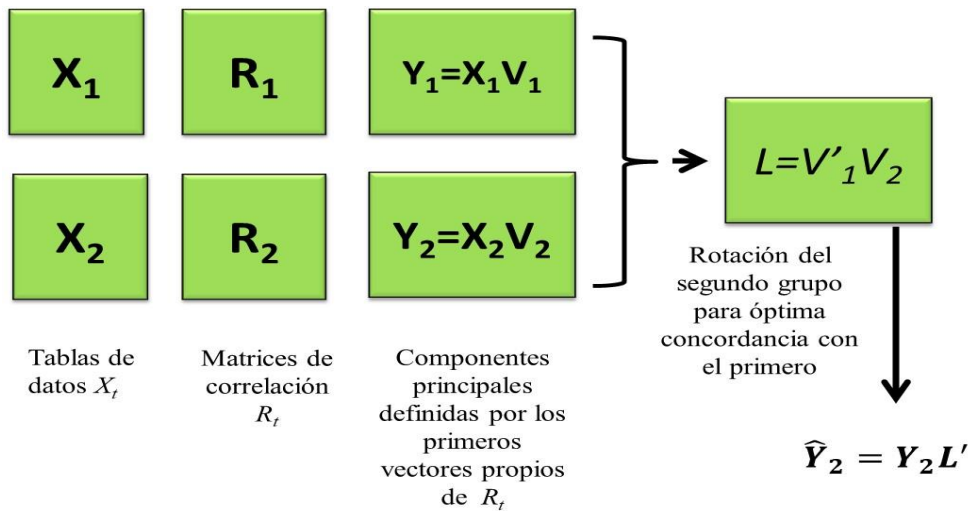 X₁
R₁
Y₁=X₁V₁
X₂
R₂
Y₂=X₂V₂
L=V'₁V₂
Rotación del
segundo grupo
para óptima
concordancia con
el primero
Tablas de
datos Xₜ
Matrices de
correlación
Rₜ
Componentes
principales
definidas por los
primeros
vectores propios
de Rₜ
Ŷ₂ = Y₂L'